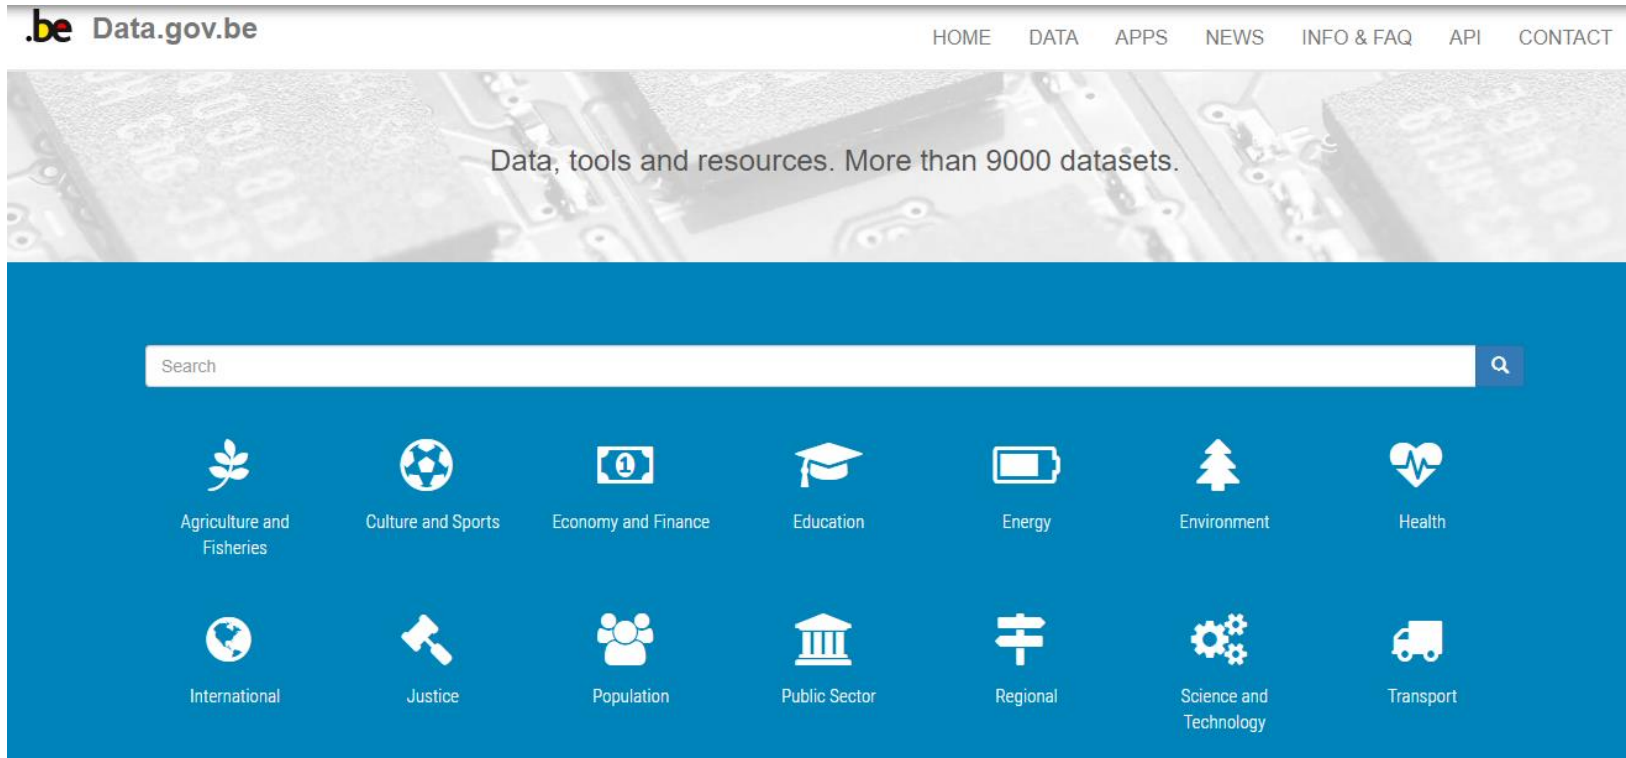 .be Data.gov.be
HOME DATA APPS NEWS INFO & FAQ API CONTACT
Data, tools and resources. More than 9000 datasets.
Search
Agriculture and
Fisheries
Culture and Sports
Economy and Finance
Education
Energy
Environment
Health
International
Justice
Population
Public Sector
Regional
Science and
Technology
Transport